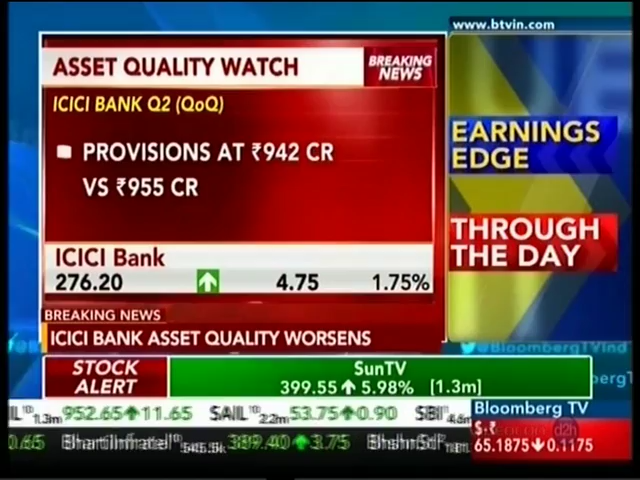 www.btvin.com
ASSET QUALITY WATCH
BREAKING NEWS
ICICI BANK Q2 (QoQ)
PROVISIONS AT ₹942 CR
VS ₹955 CR
EARNINGS
EDGE
THROUGH
THE DAY
ICICI Bank
276.20 4.75 1.75%
BREAKING NEWS
ICICI BANK ASSET QUALITY WORSENS
STOCK
ALERT
SunTV
399.55 5.98% [1.3m]
952.65 11.65 SAIL 2.2m 53.75 0.90 SBI
Bloomberg TV
$-₹
65.1875 0.1175
389.40 3.75